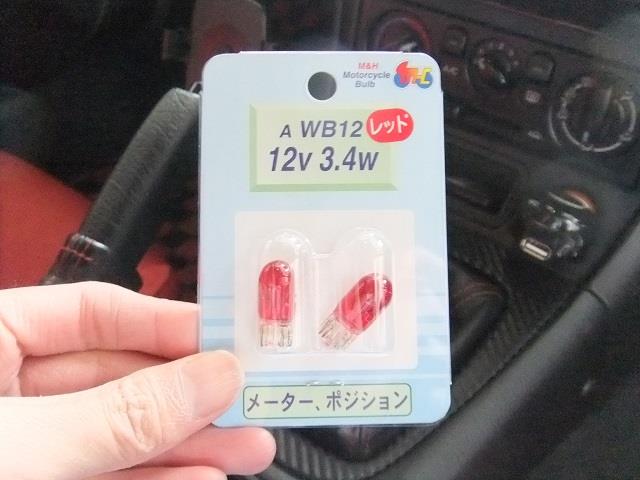 M&H
Motorcycle
Bulb
A WB12 レッド
12v 3.4w
メーター、ポジション